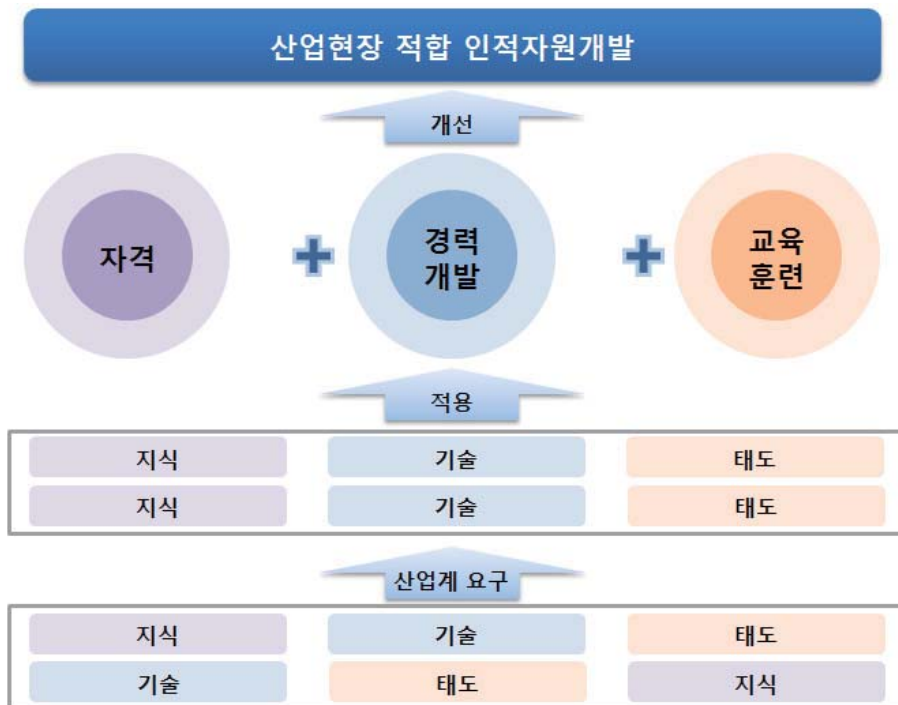 산업현장 적합 인적자원개발
개선
자격
경력
개발
교육
훈련
적용
지식 기술 태도
지식 기술 태도
산업계 요구
지식 기술 태도
기술 태도 지식